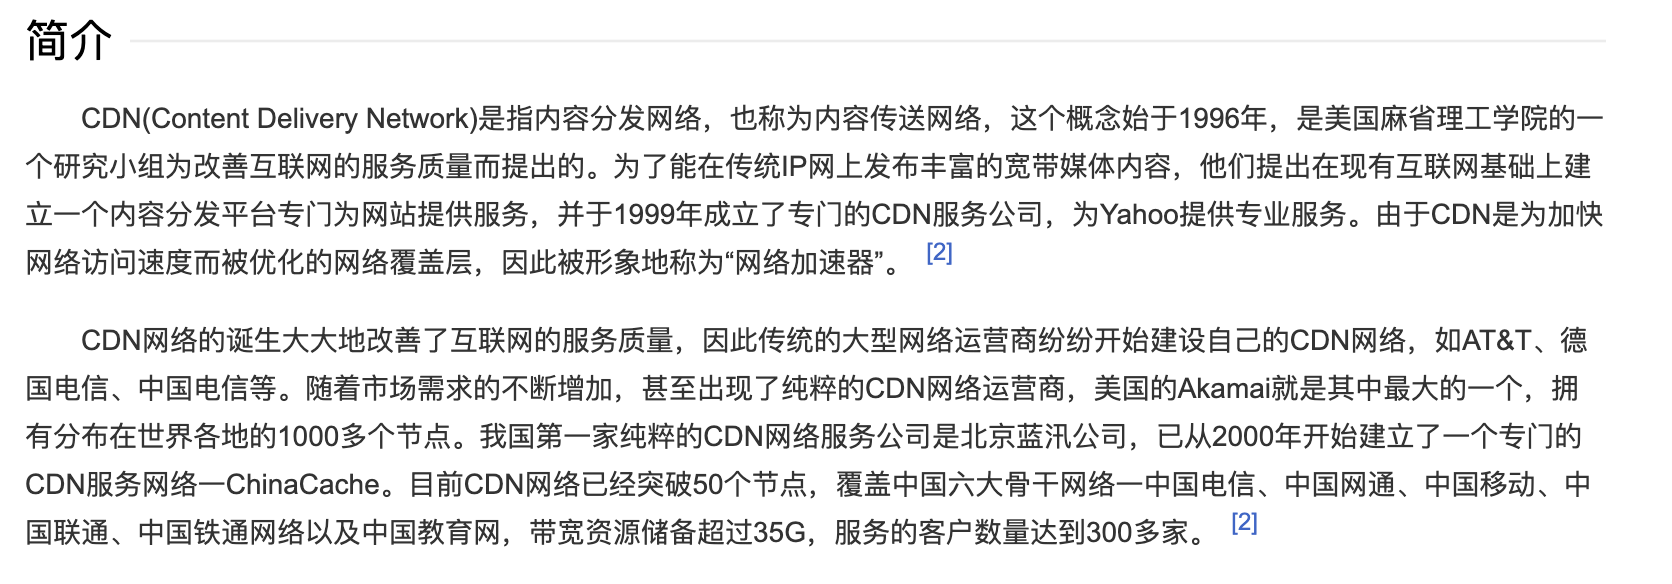 简介
CDN(Content Delivery Network)是指内容分发网络，也称为内容传送网络，这个概念始于1996年，是美国麻省理工学院的一
个研究小组为改善互联网的服务质量而提出的。为了能在传统IP网上发布丰富的宽带媒体内容，他们提出在现有互联网基础上建
立一个内容分发平台专门为网站提供服务，并于1999年成立了专门的CDN服务公司，为Yahoo提供专业服务。由于CDN是为加快
网络访问速度而被优化的网络覆盖层，因此被形象地称为“网络加速器”。 [2]
CDN网络的诞生大大地改善了互联网的服务质量，因此传统的大型网络运营商纷纷开始建设自己的CDN网络，如AT&T、德
国电信、中国电信等。随着市场需求的不断增加，甚至出现了纯粹的CDN网络运营商，美国的Akamai就是其中最大的一个，拥
有分布在世界各地的1000多个节点。我国第一家纯粹的CDN网络服务公司是北京蓝汛公司，已从2000年开始建立了一个专门的
CDN服务网络—ChinaCache。目前CDN网络已经突破50个节点，覆盖中国六大骨干网络—中国电信、中国网通、中国移动、中
国联通、中国铁通网络以及中国教育网，带宽资源储备超过35G，服务的客户数量达到300多家。 [2]